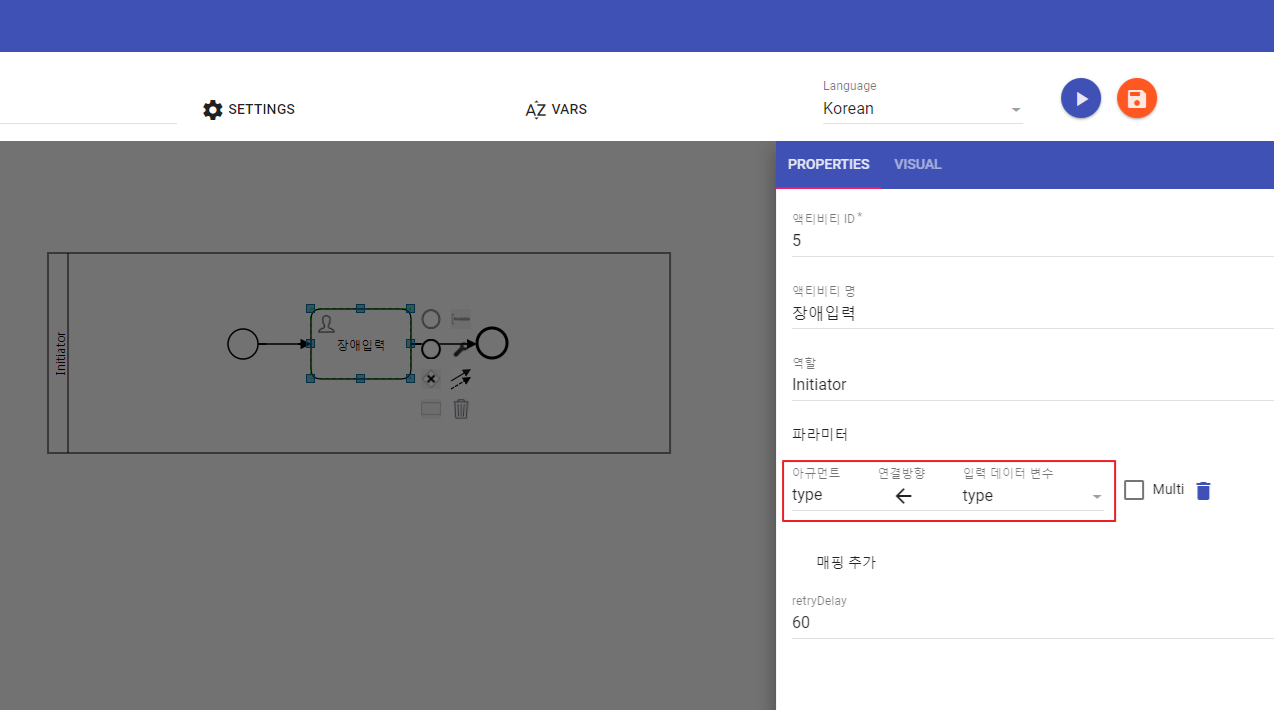 Language
SETTINGS
VARS
Korean
PROPERTIES VISUAL
액티비티 ID *
5
액티비티 명
장애입력
역할
Initiator
파라미터
아규먼트 연결방향 입력 데이터 변수
type type
Multi
매핑 추가
retryDelay
60
Initiator
장애입력